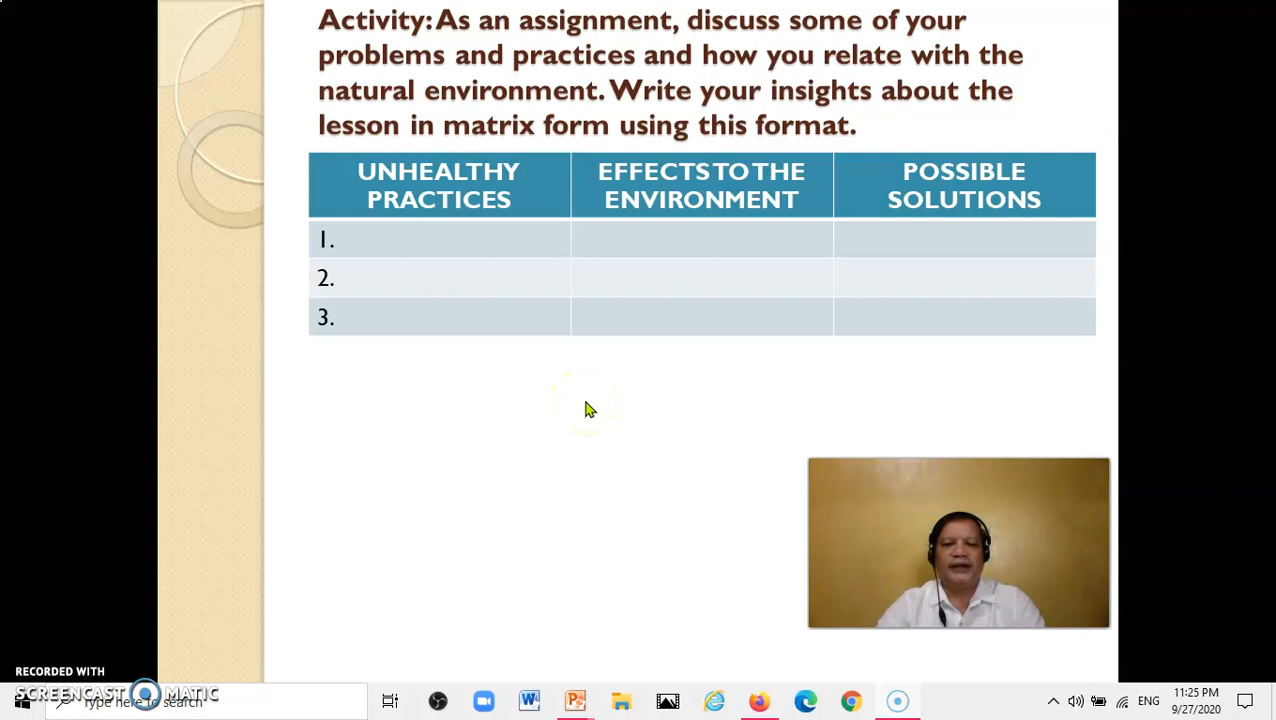 Activity: As an assignment, discuss some of your
problems and practices and how you relate with the
natural environment. Write your insights about the
lesson in matrix form using this format.
UNHEALTHY
PRACTICES
EFFECTS TO THE
ENVIRONMENT
POSSIBLE
SOLUTIONS
1.
2.
3.
RECORDED WITH
SCREENCAST MATIC
Type here to search
ENG
11:25 PM
9/27/2020